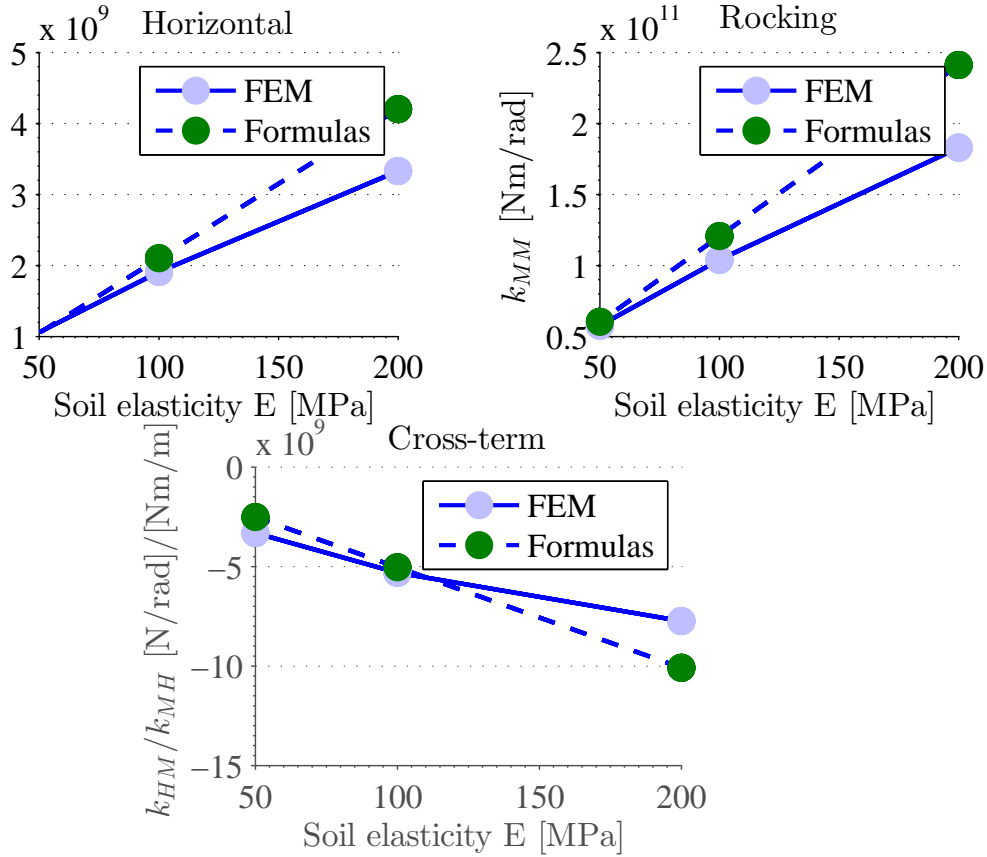 x 10^9
Horizontal
5
4
3
2
1
FEM
Formulas
50
100
150
200
Soil elasticity E [MPa]
x 10^11
Rocking
2.5
2
1.5
1
0.5
k_MM [Nm/rad]
FEM
Formulas
50
100
150
200
Soil elasticity E [MPa]
x 10^9
Cross-term
0
−5
−10
−15
k_HM/k_MH [N/rad]/[Nm/m]
FEM
Formulas
50
100
150
200
Soil elasticity E [MPa]